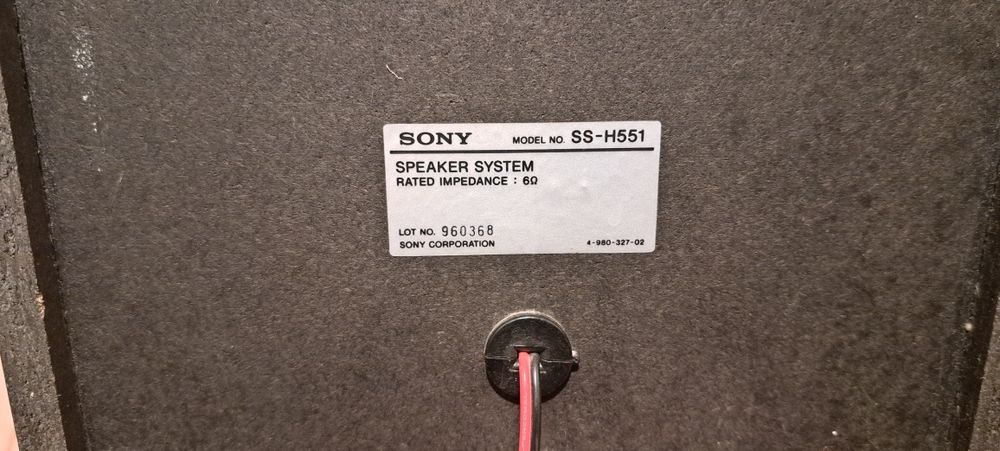 SONY MODEL NO. SS-H551
SPEAKER SYSTEM
RATED IMPEDANCE : 6Ω
LOT NO. 960368
SONY CORPORATION 4-980-327-02